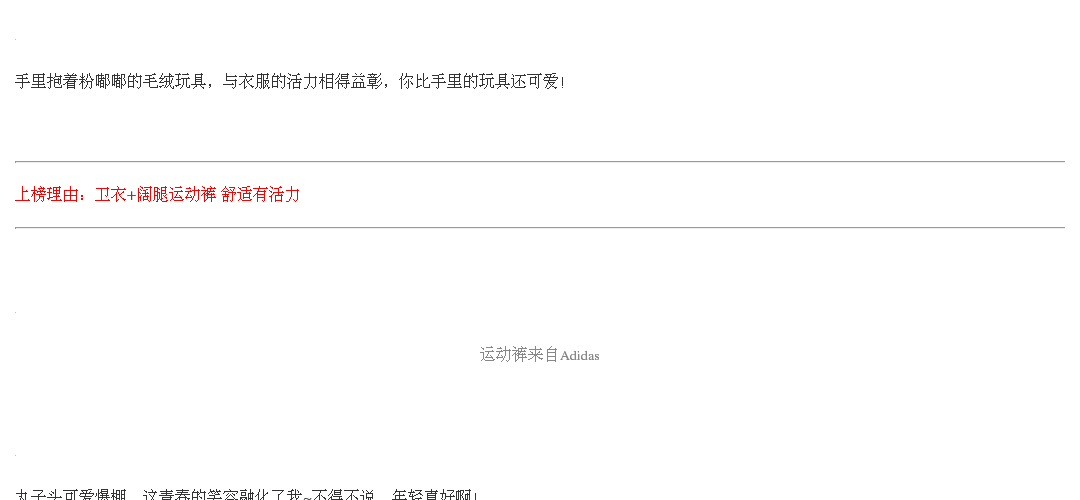 手里抱着粉嘟嘟的毛绒玩具，与衣服的活力相得益彰，你比手里的玩具还可爱！
上榜理由：卫衣+阔腿运动裤 舒适有活力
运动裤来自Adidas
丸子头可爱爆棚，这青春的笑容融化了我~不得不说，年轻真好啊！